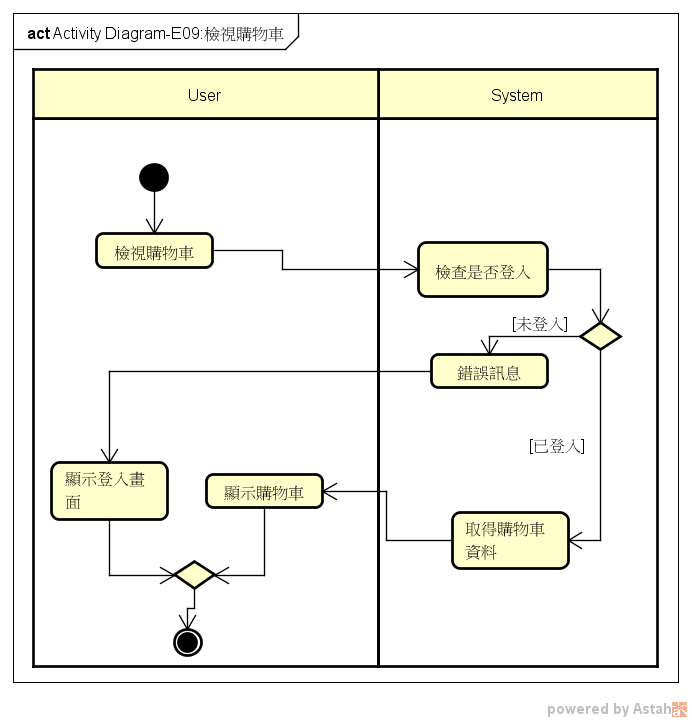 act Activity Diagram-E09:檢視購物車
User
System
檢視購物車
檢查是否登入
[未登入]
錯誤訊息
[已登入]
顯示登入畫
面
顯示購物車
取得購物車
資料
powered by Astah